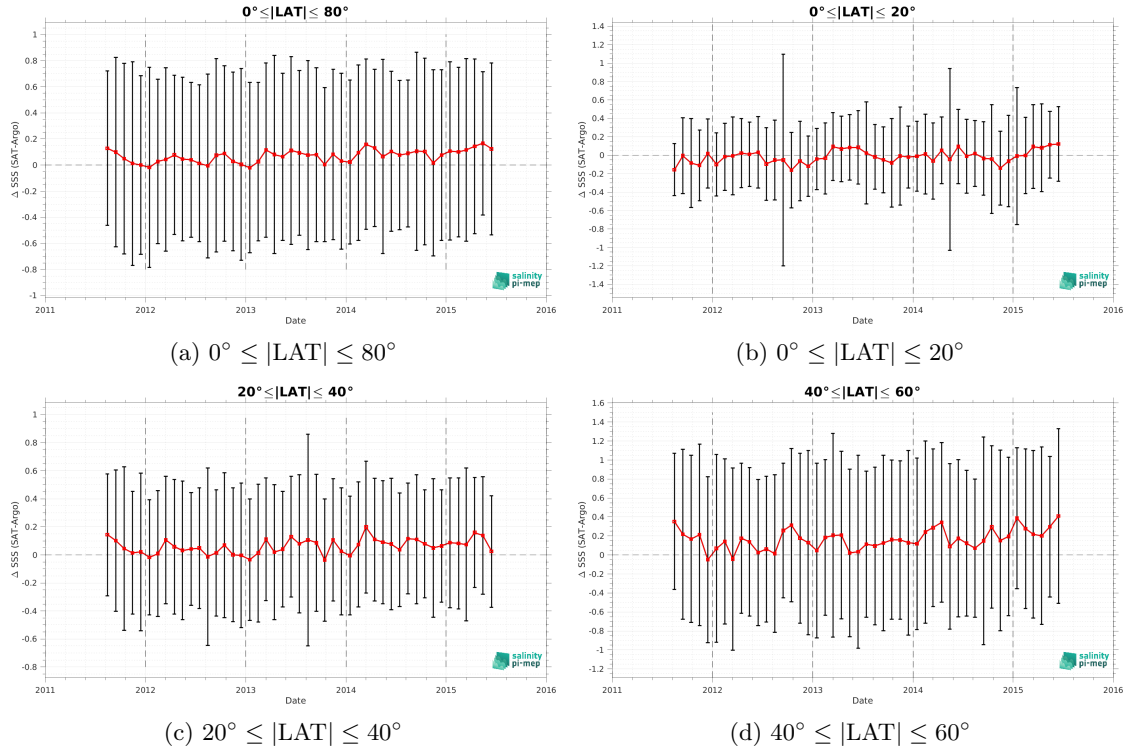 0°≤|LAT|≤ 80°
1
0.8
0.6
0.4
0.2
0
-0.2
-0.4
-0.6
-0.8
-1
Δ SSS (SAT-Argo)
2011 2012 2013 2014 2015 2016
Date
salinity
pi-mep
(a) 0° ≤ |LAT| ≤ 80°
0°≤|LAT|≤ 20°
1.4
1.2
1
0.8
0.6
0.4
0.2
0
-0.2
-0.4
-0.6
-0.8
-1
-1.2
-1.4
Δ SSS (SAT-Argo)
2011 2012 2013 2014 2015 2016
Date
salinity
pi-mep
(b) 0° ≤ |LAT| ≤ 20°
20°≤|LAT|≤ 40°
1
0.8
0.6
0.4
0.2
0
-0.2
-0.4
-0.6
-0.8
Δ SSS (SAT-Argo)
2011 2012 2013 2014 2015 2016
Date
salinity
pi-mep
(c) 20° ≤ |LAT| ≤ 40°
40°≤|LAT|≤ 60°
1.6
1.4
1.2
1
0.8
0.6
0.4
0.2
0
-0.2
-0.4
-0.6
-0.8
-1
-1.2
Δ SSS (SAT-Argo)
2011 2012 2013 2014 2015 2016
Date
salinity
pi-mep
(d) 40° ≤ |LAT| ≤ 60°